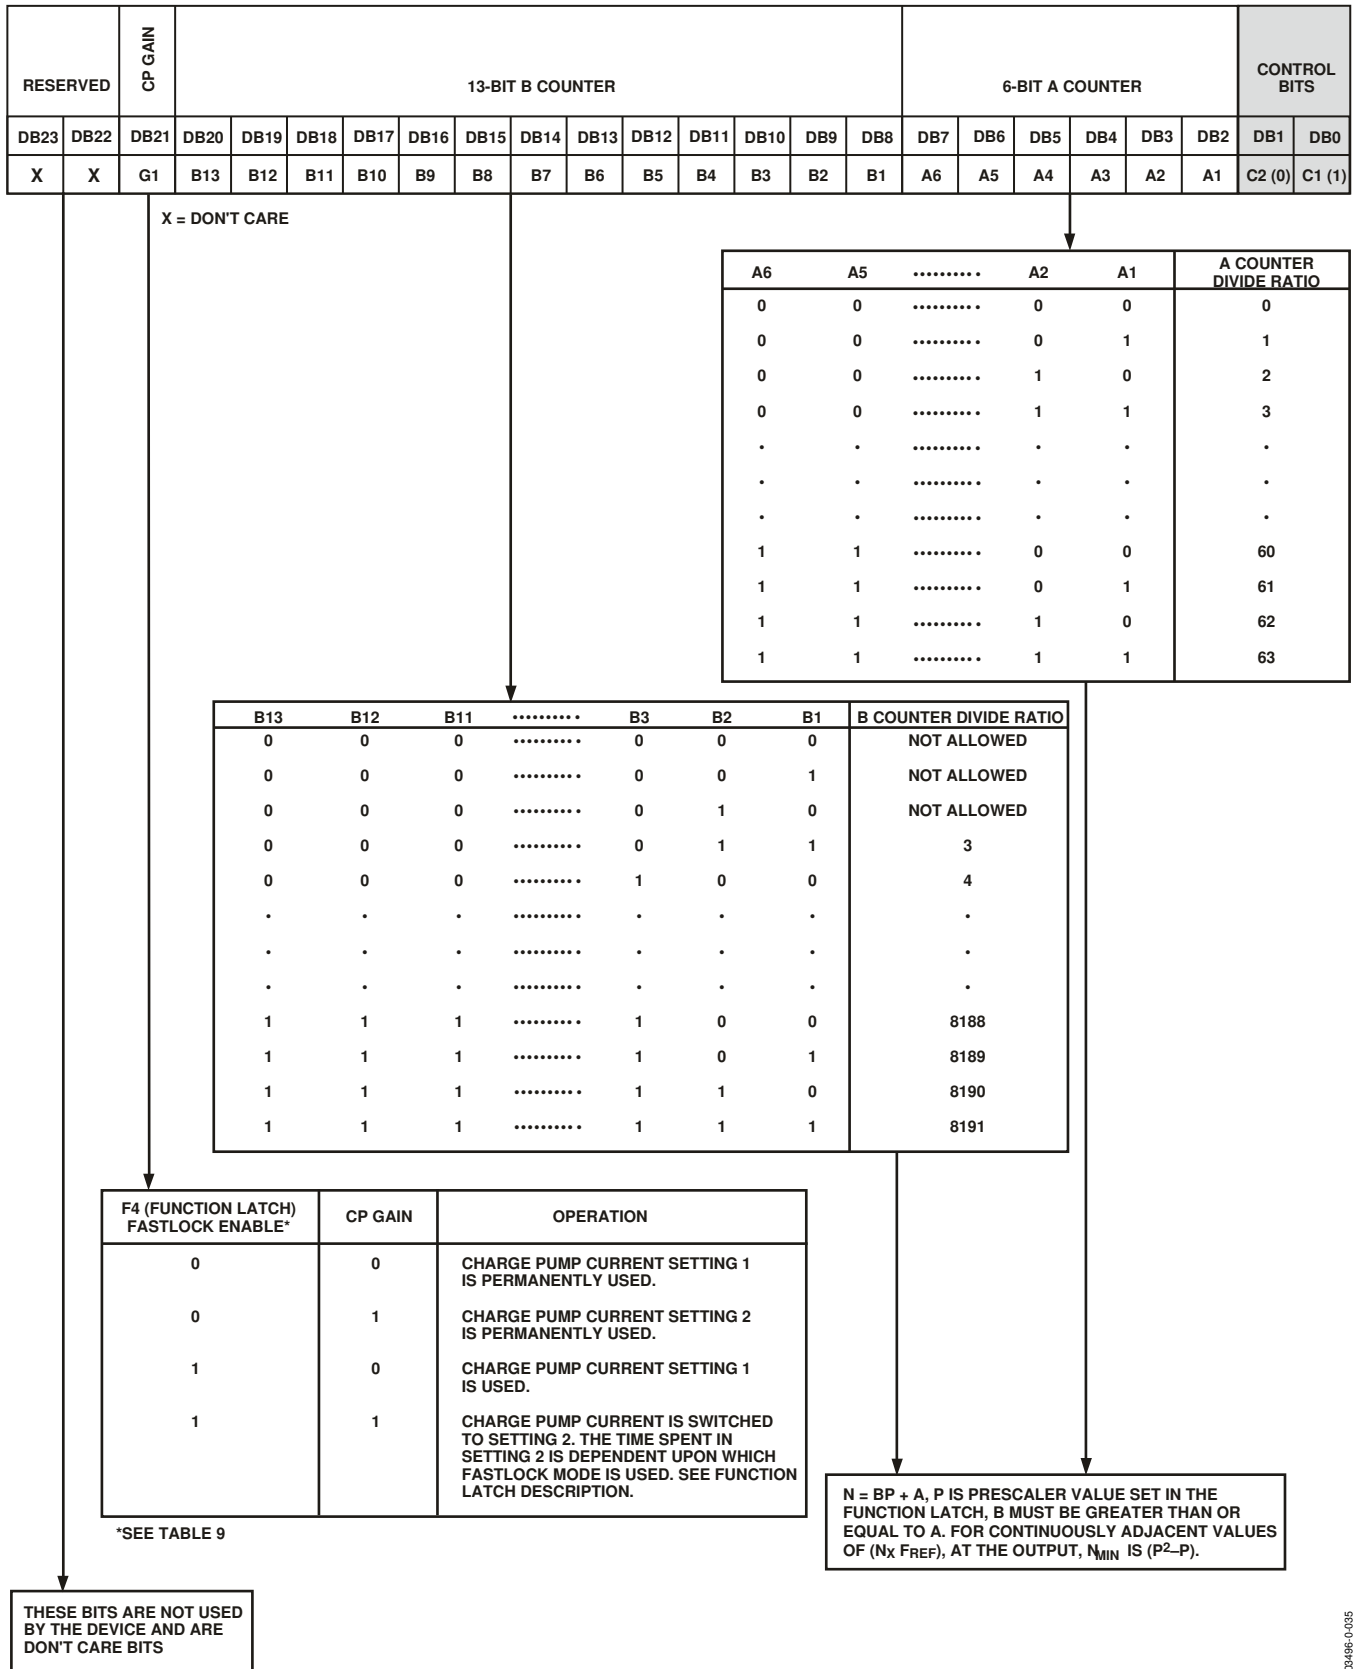 RESERVED CP GAIN 13-BIT B COUNTER 6-BIT A COUNTER CONTROL BITS
DB23 DB22 DB21 DB20 DB19 DB18 DB17 DB16 DB15 DB14 DB13 DB12 DB11 DB10 DB9 DB8 DB7 DB6 DB5 DB4 DB3 DB2 DB1 DB0
X X G1 B13 B12 B11 B10 B9 B8 B7 B6 B5 B4 B3 B2 B1 A6 A5 A4 A3 A2 A1 C2 (0) C1 (1)
X = DON'T CARE
A6 A5 •••••••••• A2 A1 A COUNTER DIVIDE RATIO
0 0 •••••••••• 0 0 0
0 0 •••••••••• 0 1 1
0 0 •••••••••• 1 0 2
0 0 •••••••••• 1 1 3
• • •••••••••• • • •
• • •••••••••• • • •
• • •••••••••• • • •
1 1 •••••••••• 0 0 60
1 1 •••••••••• 0 1 61
1 1 •••••••••• 1 0 62
1 1 •••••••••• 1 1 63
B13 B12 B11 •••••••••• B3 B2 B1 B COUNTER DIVIDE RATIO
0 0 0 •••••••••• 0 0 0 NOT ALLOWED
0 0 0 •••••••••• 0 0 1 NOT ALLOWED
0 0 0 •••••••••• 0 1 0 NOT ALLOWED
0 0 0 •••••••••• 0 1 1 3
0 0 0 •••••••••• 1 0 0 4
• • • •••••••••• • • • •
• • • •••••••••• • • • •
• • • •••••••••• • • • •
1 1 1 •••••••••• 1 0 0 8188
1 1 1 •••••••••• 1 0 1 8189
1 1 1 •••••••••• 1 1 0 8190
1 1 1 •••••••••• 1 1 1 8191
F4 (FUNCTION LATCH)
FASTLOCK ENABLE* CP GAIN OPERATION
0 0 CHARGE PUMP CURRENT SETTING 1
IS PERMANENTLY USED.
0 1 CHARGE PUMP CURRENT SETTING 2
IS PERMANENTLY USED.
1 0 CHARGE PUMP CURRENT SETTING 1
IS USED.
1 1 CHARGE PUMP CURRENT IS SWITCHED
TO SETTING 2. THE TIME SPENT IN
SETTING 2 IS DEPENDENT UPON WHICH
FASTLOCK MODE IS USED. SEE FUNCTION
LATCH DESCRIPTION.
*SEE TABLE 9
N = BP + A, P IS PRESCALER VALUE SET IN THE
FUNCTION LATCH, B MUST BE GREATER THAN OR
EQUAL TO A. FOR CONTINUOUSLY ADJACENT VALUES
OF (NX FREF), AT THE OUTPUT, NMIN IS (P2–P).
THESE BITS ARE NOT USED
BY THE DEVICE AND ARE
DON'T CARE BITS
03496-0-035